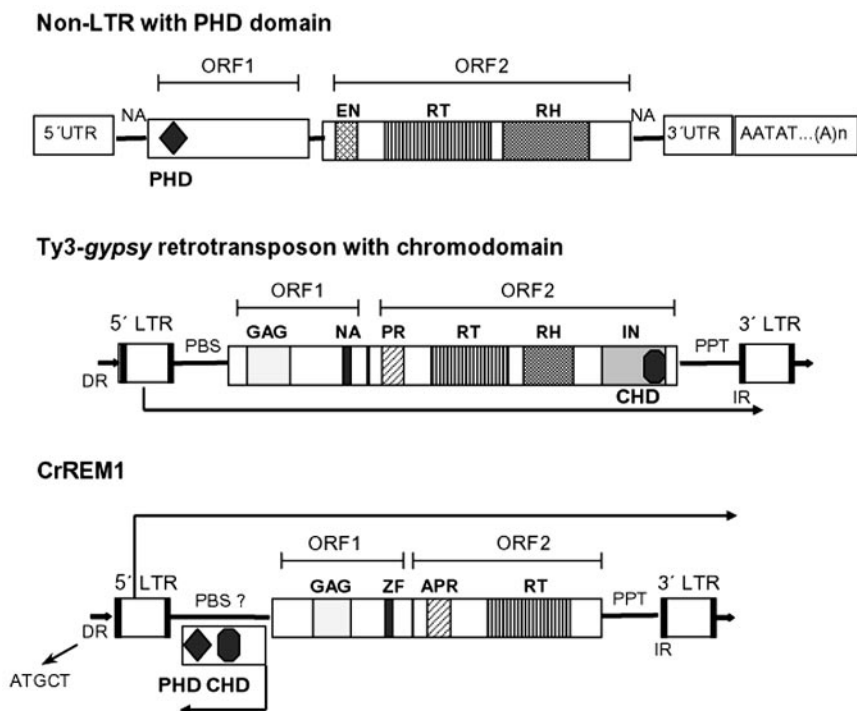 Non-LTR with PHD domain
ORF1 ORF2
NA EN RT RH NA
5´UTR 3´UTR AATAT...(A)n
PHD
Ty3-gypsy retrotransposon with chromodomain
ORF1 ORF2
5´ LTR GAG NA PR RT RH IN 3´ LTR
PBS PPT
DR CHD IR
CrREM1
ORF1 ORF2
5´ LTR PBS ? GAG ZF APR RT PPT 3´ LTR
DR IR
ATGCT PHD CHD